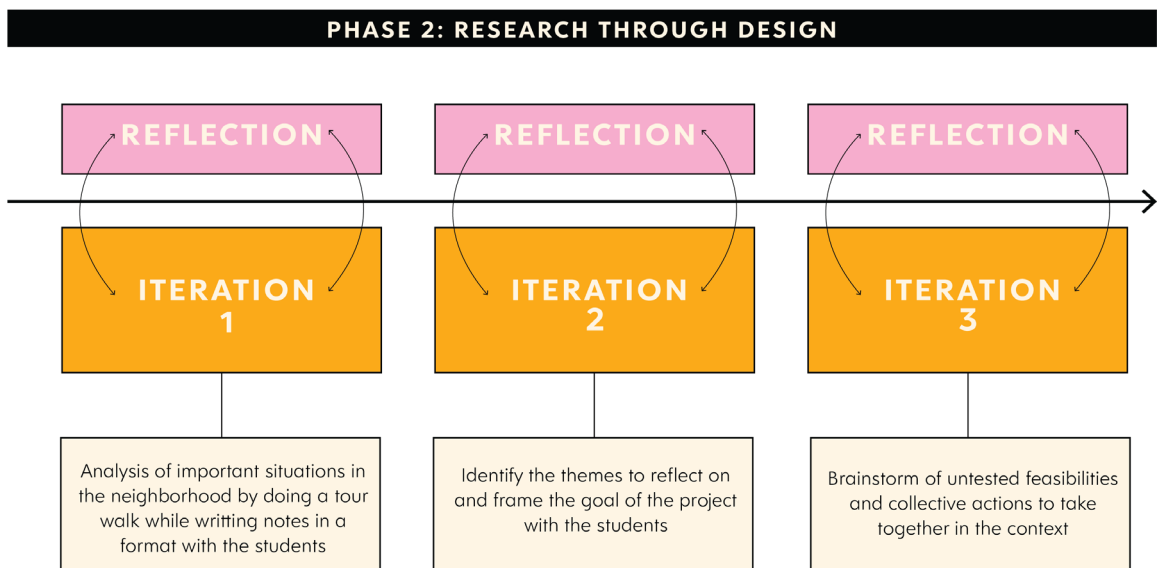 PHASE 2: RESEARCH THROUGH DESIGN
REFLECTION
REFLECTION
REFLECTION
ITERATION
1
ITERATION
2
ITERATION
3
Analysis of important situations in
the neighborhood by doing a tour
walk while writting notes in a
format with the students
Identify the themes to reflect on
and frame the goal of the project
with the students
Brainstorm of untested feasibilities
and collective actions to take
together in the context